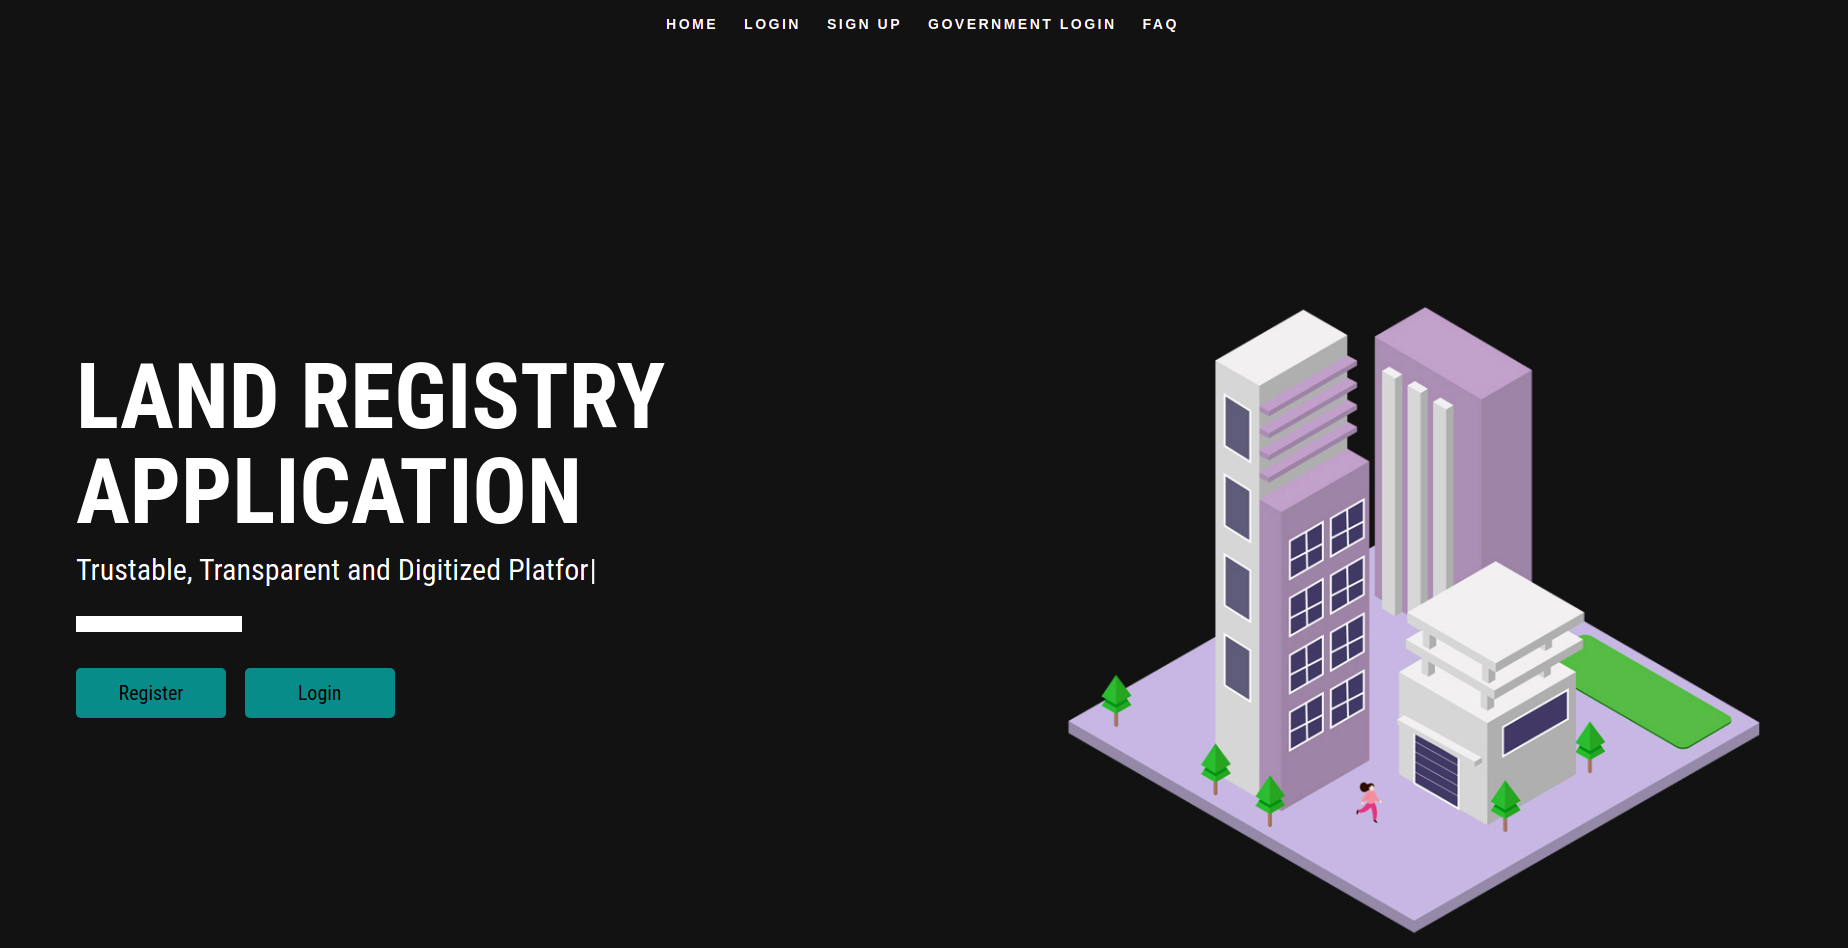 HOME LOGIN SIGN UP GOVERNMENT LOGIN FAQ
LAND REGISTRY
APPLICATION
Trustable, Transparent and Digitized Platfor|
Register Login